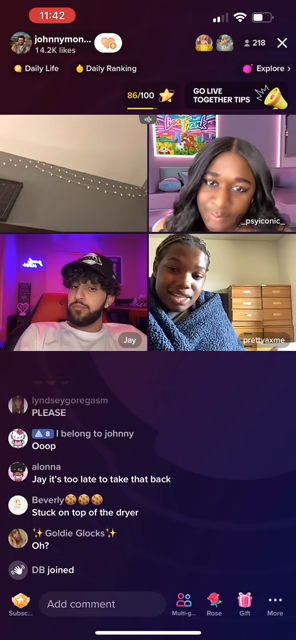 11:42
johnnymon...
14.2K likes
218
Daily Life
Daily Ranking
Explore >
86/100
GO LIVE
TOGETHER TIPS
_psyiconic_
Jay
prettyaxme
lyndseygoregasm
PLEASE
8 I belong to johnny
Ooop
alonna
Jay it's too late to take that back
Beverly🍪🍪🍪
Stuck on top of the dryer
✨Goldie Glocks✨
Oh?
DB joined
Subsc...
Add comment
Multi-g...
Rose
Gift
More